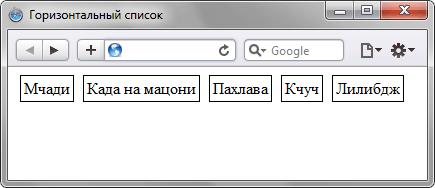 Горизонтальный список
Google
Мчади Када на мацони Пахлава Кчуч Лилибдж